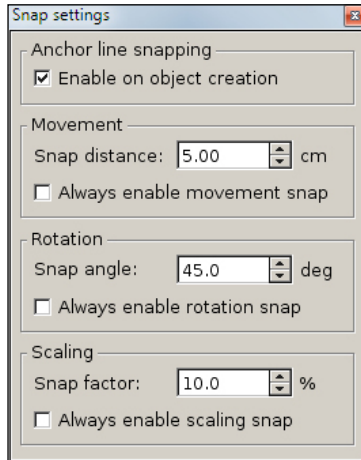 Snap settings
Anchor line snapping
Enable on object creation
Movement
Snap distance: 5.00 cm
Always enable movement snap
Rotation
Snap angle: 45.0 deg
Always enable rotation snap
Scaling
Snap factor: 10.0 %
Always enable scaling snap